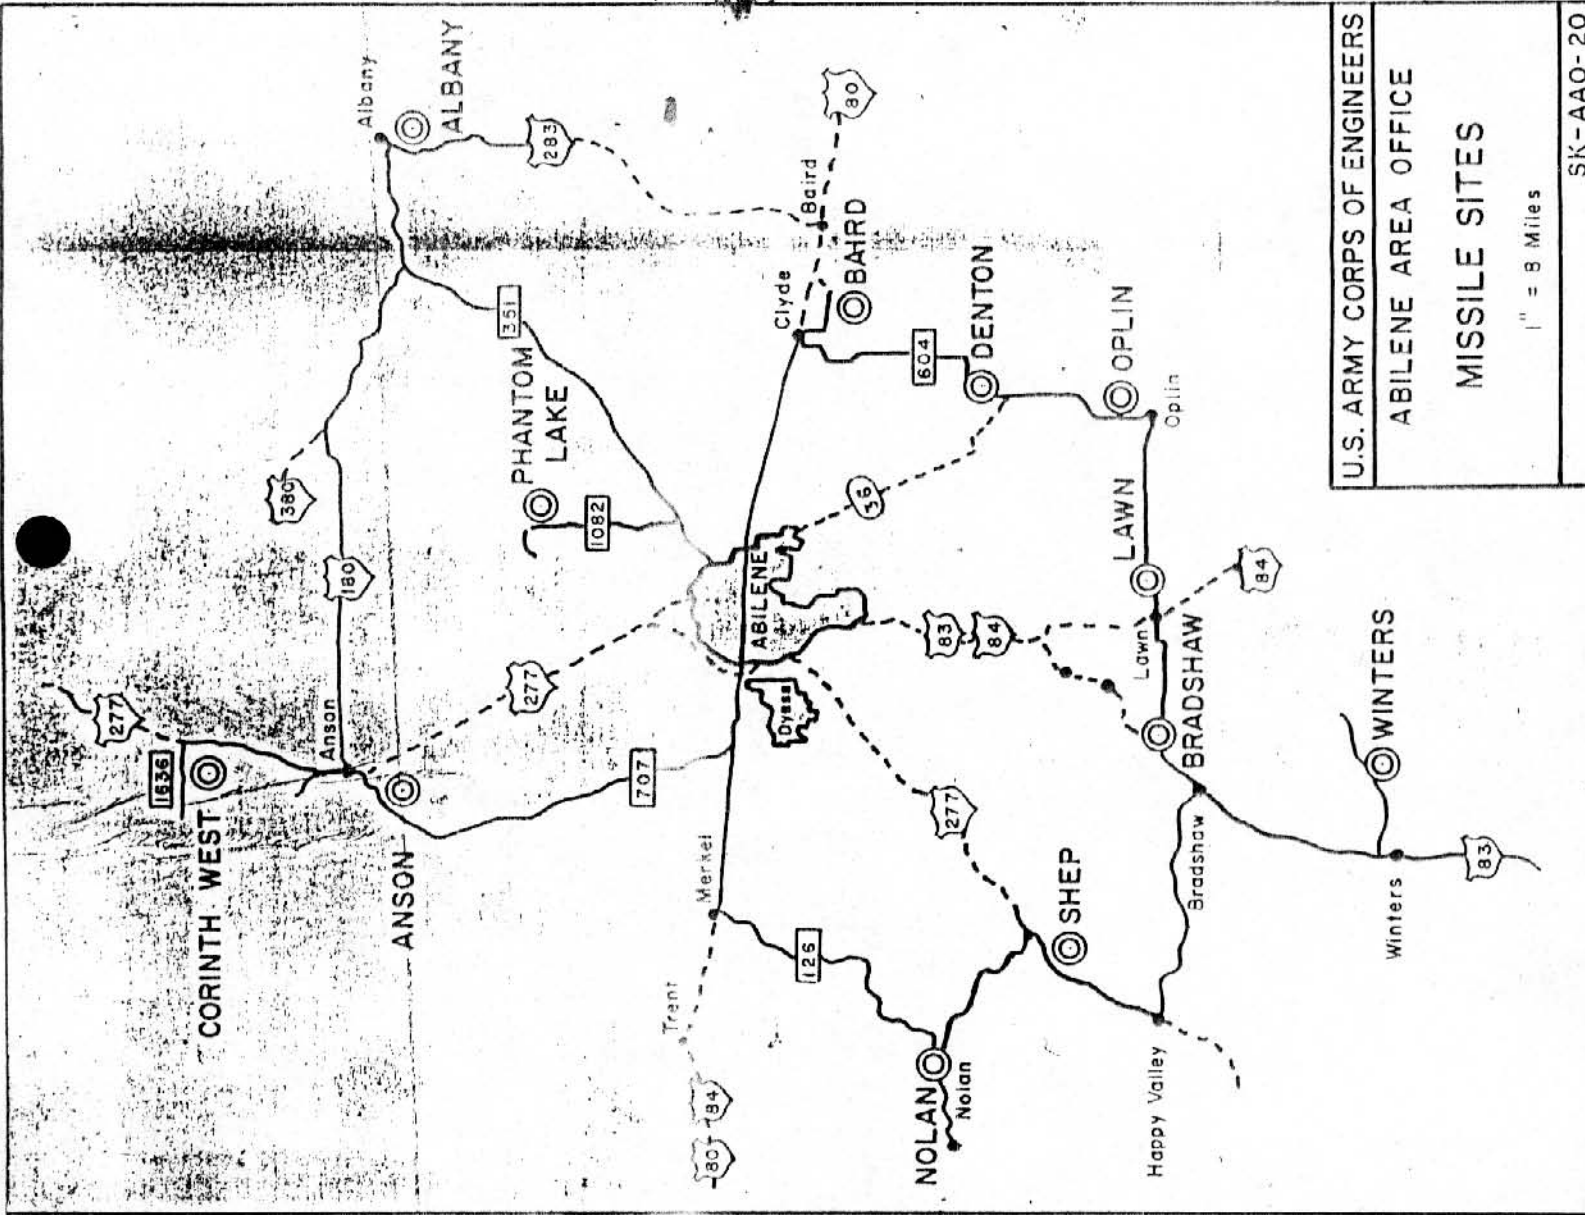 277
1636
CORINTH WEST
Anson
ANSON
180
380
Albany
ALBANY
283
351
PHANTOM
LAKE
1082
277
707
Merkel
Trent
80
84
ABILENE
Dyess
Clyde
Baird
80
BAIRD
604
DENTON
36
OPLIN
Oplin
LAWN
Lawn
83
84
84
277
126
NOLAN
Nolan
SHEP
Happy Valley
BRADSHAW
Bradshaw
WINTERS
Winters
83
U.S. ARMY CORPS OF ENGINEERS
ABILENE AREA OFFICE
MISSILE SITES
1" = 8 Miles
SK-AAO-20